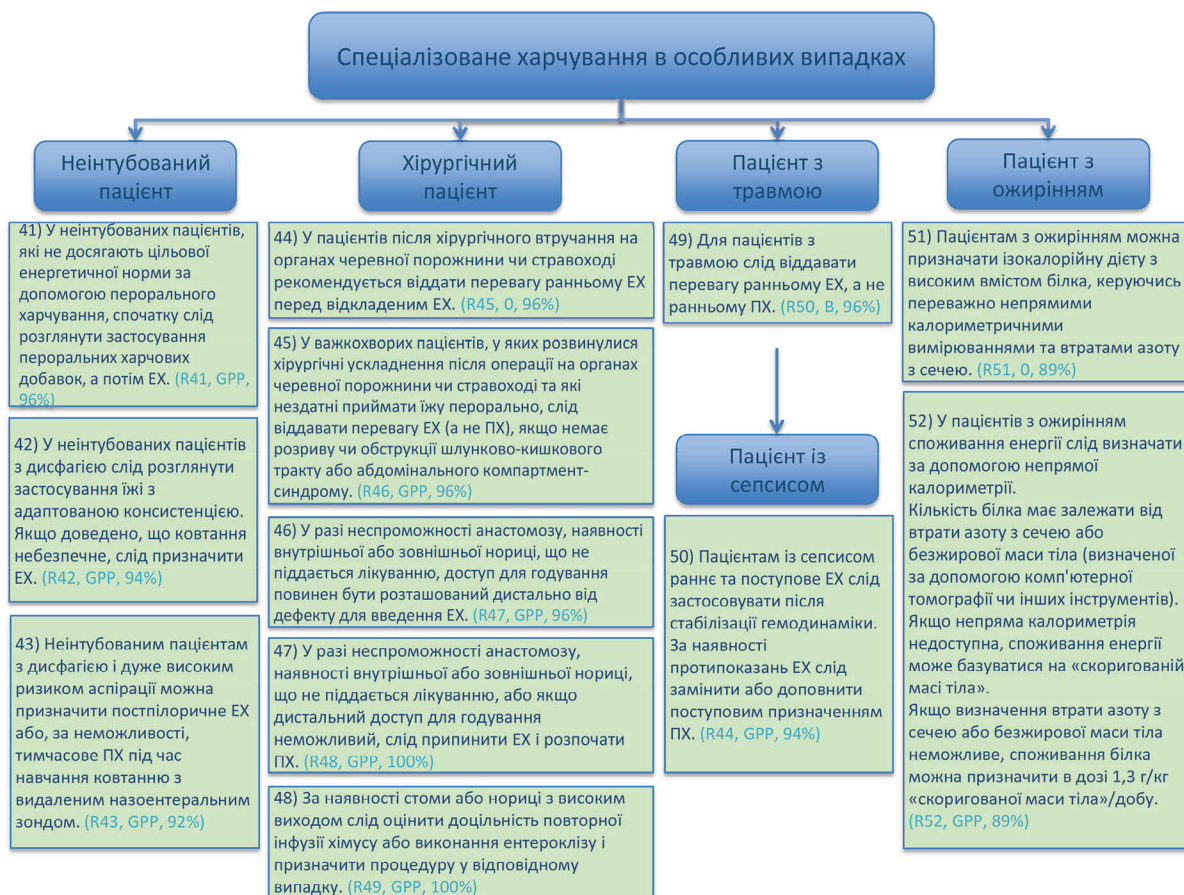 Спеціалізоване харчування в особливих випадках
Неінтубований
пацієнт
41) У неінтубованих пацієнтів,
які не досягають цільової
енергетичної норми за
допомогою перорального
харчування, спочатку слід
розглянути застосування
пероральних харчових
добавок, а потім ЕХ. (R41, GPP,
96%)
42) У неінтубованих пацієнтів
з дисфагією слід розглянути
застосування їжі з
адаптованою консистенцією.
Якщо доведено, що ковтання
небезпечне, слід призначити
ЕХ. (R42, GPP, 94%)
43) Неінтубованим пацієнтам
з дисфагією і дуже високим
ризиком аспірації можна
призначити постпілоричне ЕХ
або, за неможливості,
тимчасове ПХ під час
навчання ковтанню з
видаленим назоентеральним
зондом. (R43, GPP, 92%)
Хірургічний
пацієнт
44) У пацієнтів після хірургічного втручання на
органах черевної порожнини чи стравоході
рекомендується віддати перевагу ранньому ЕХ
перед відкладеним ЕХ. (R45, 0, 96%)
45) У важкохворих пацієнтів, у яких розвинулися
хірургічні ускладнення після операції на органах
черевної порожнини чи стравоході та які
нездатні приймати їжу перорально, слід
віддавати перевагу ЕХ (а не ПХ), якщо немає
розриву чи обструкції шлунково-кишкового
тракту або абдомінального компартмент-
синдрому. (R46, GPP, 96%)
46) У разі неспроможності анастомозу, наявності
внутрішньої або зовнішньої нориці, що не
піддається лікуванню, доступ для годування
повинен бути розташований дистально від
дефекту для введення ЕХ. (R47, GPP, 96%)
47) У разі неспроможності анастомозу,
наявності внутрішньої або зовнішньої нориці,
що не піддається лікуванню, або якщо
дистальний доступ для годування
неможливий, слід припинити ЕХ і розпочати
ПХ. (R48, GPP, 100%)
48) За наявності стоми або нориці з високим
виходом слід оцінити доцільність повторної
інфузії хімусу або виконання ентероклізу і
призначити процедуру у відповідному
випадку. (R49, GPP, 100%)
Пацієнт з
травмою
49) Для пацієнтів з
травмою слід віддавати
перевагу ранньому ЕХ, а не
ранньому ПХ. (R50, B, 96%)
Пацієнт із
сепсисом
50) Пацієнтам із сепсисом
раннє та поступове ЕХ слід
застосовувати після
стабілізації гемодинаміки.
За наявності
протипоказань ЕХ слід
замінити або доповнити
поступовим призначенням
ПХ. (R44, GPP, 94%)
Пацієнт з
ожирінням
51) Пацієнтам з ожирінням можна
призначати ізокалорійну дієту з
високим вмістом білка, керуючись
переважно непрямими
калориметричними
вимірюваннями та втратами азоту
з сечею. (R51, 0, 89%)
52) У пацієнтів з ожирінням
споживання енергії слід визначати
за допомогою непрямої
калориметрії.
Кількість білка має залежати від
втрати азоту з сечею або
безжирової маси тіла (визначеної
за допомогою комп'ютерної
томографії чи інших інструментів).
Якщо непряма калориметрія
недоступна, споживання енергії
може базуватися на «скоригованій
масі тіла».
Якщо визначення втрати азоту з
сечею або безжирової маси тіла
неможливе, споживання білка
можна призначити в дозі 1,3 г/кг
«скоригованої маси тіла»/добу.
(R52, GPP, 89%)